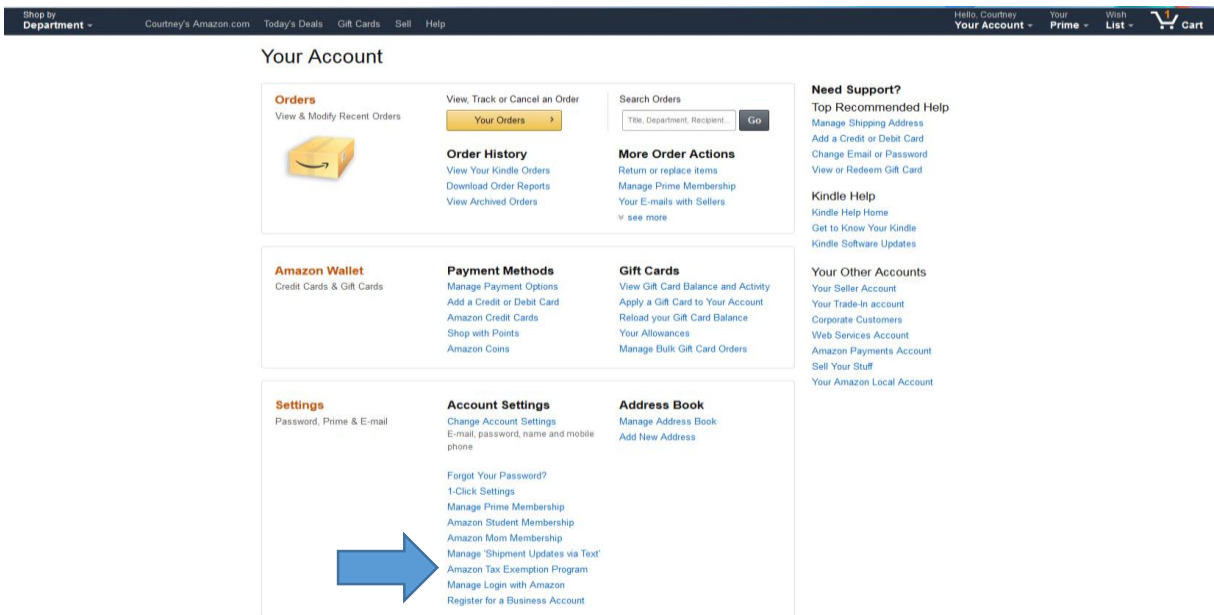 Shop by
Department
Courtney's Amazon.com Today's Deals Gift Cards Sell Help
Hello, Courtney
Your Account
Your
Prime
Wish
List
1
Cart
Your Account
Orders
View & Modify Recent Orders
View, Track or Cancel an Order
Your Orders
Search Orders
Title, Department, Recipient...
Go
Order History
View Your Kindle Orders
Download Order Reports
View Archived Orders
More Order Actions
Return or replace items
Manage Prime Membership
Your E-mails with Sellers
see more
Amazon Wallet
Credit Cards & Gift Cards
Payment Methods
Manage Payment Options
Add a Credit or Debit Card
Amazon Credit Cards
Shop with Points
Amazon Coins
Gift Cards
View Gift Card Balance and Activity
Apply a Gift Card to Your Account
Reload your Gift Card Balance
Your Allowances
Manage Bulk Gift Card Orders
Settings
Password, Prime & E-mail
Account Settings
Change Account Settings
E-mail, password, name and mobile
phone
Forgot Your Password?
1-Click Settings
Manage Prime Membership
Amazon Student Membership
Amazon Mom Membership
Manage 'Shipment Updates via Text'
Amazon Tax Exemption Program
Manage Login with Amazon
Register for a Business Account
Address Book
Manage Address Book
Add New Address
Need Support?
Top Recommended Help
Manage Shipping Address
Add a Credit or Debit Card
Change Email or Password
View or Redeem Gift Card
Kindle Help
Kindle Help Home
Get to Know Your Kindle
Kindle Software Updates
Your Other Accounts
Your Seller Account
Your Trade-In account
Corporate Customers
Web Services Account
Amazon Payments Account
Sell Your Stuff
Your Amazon Local Account